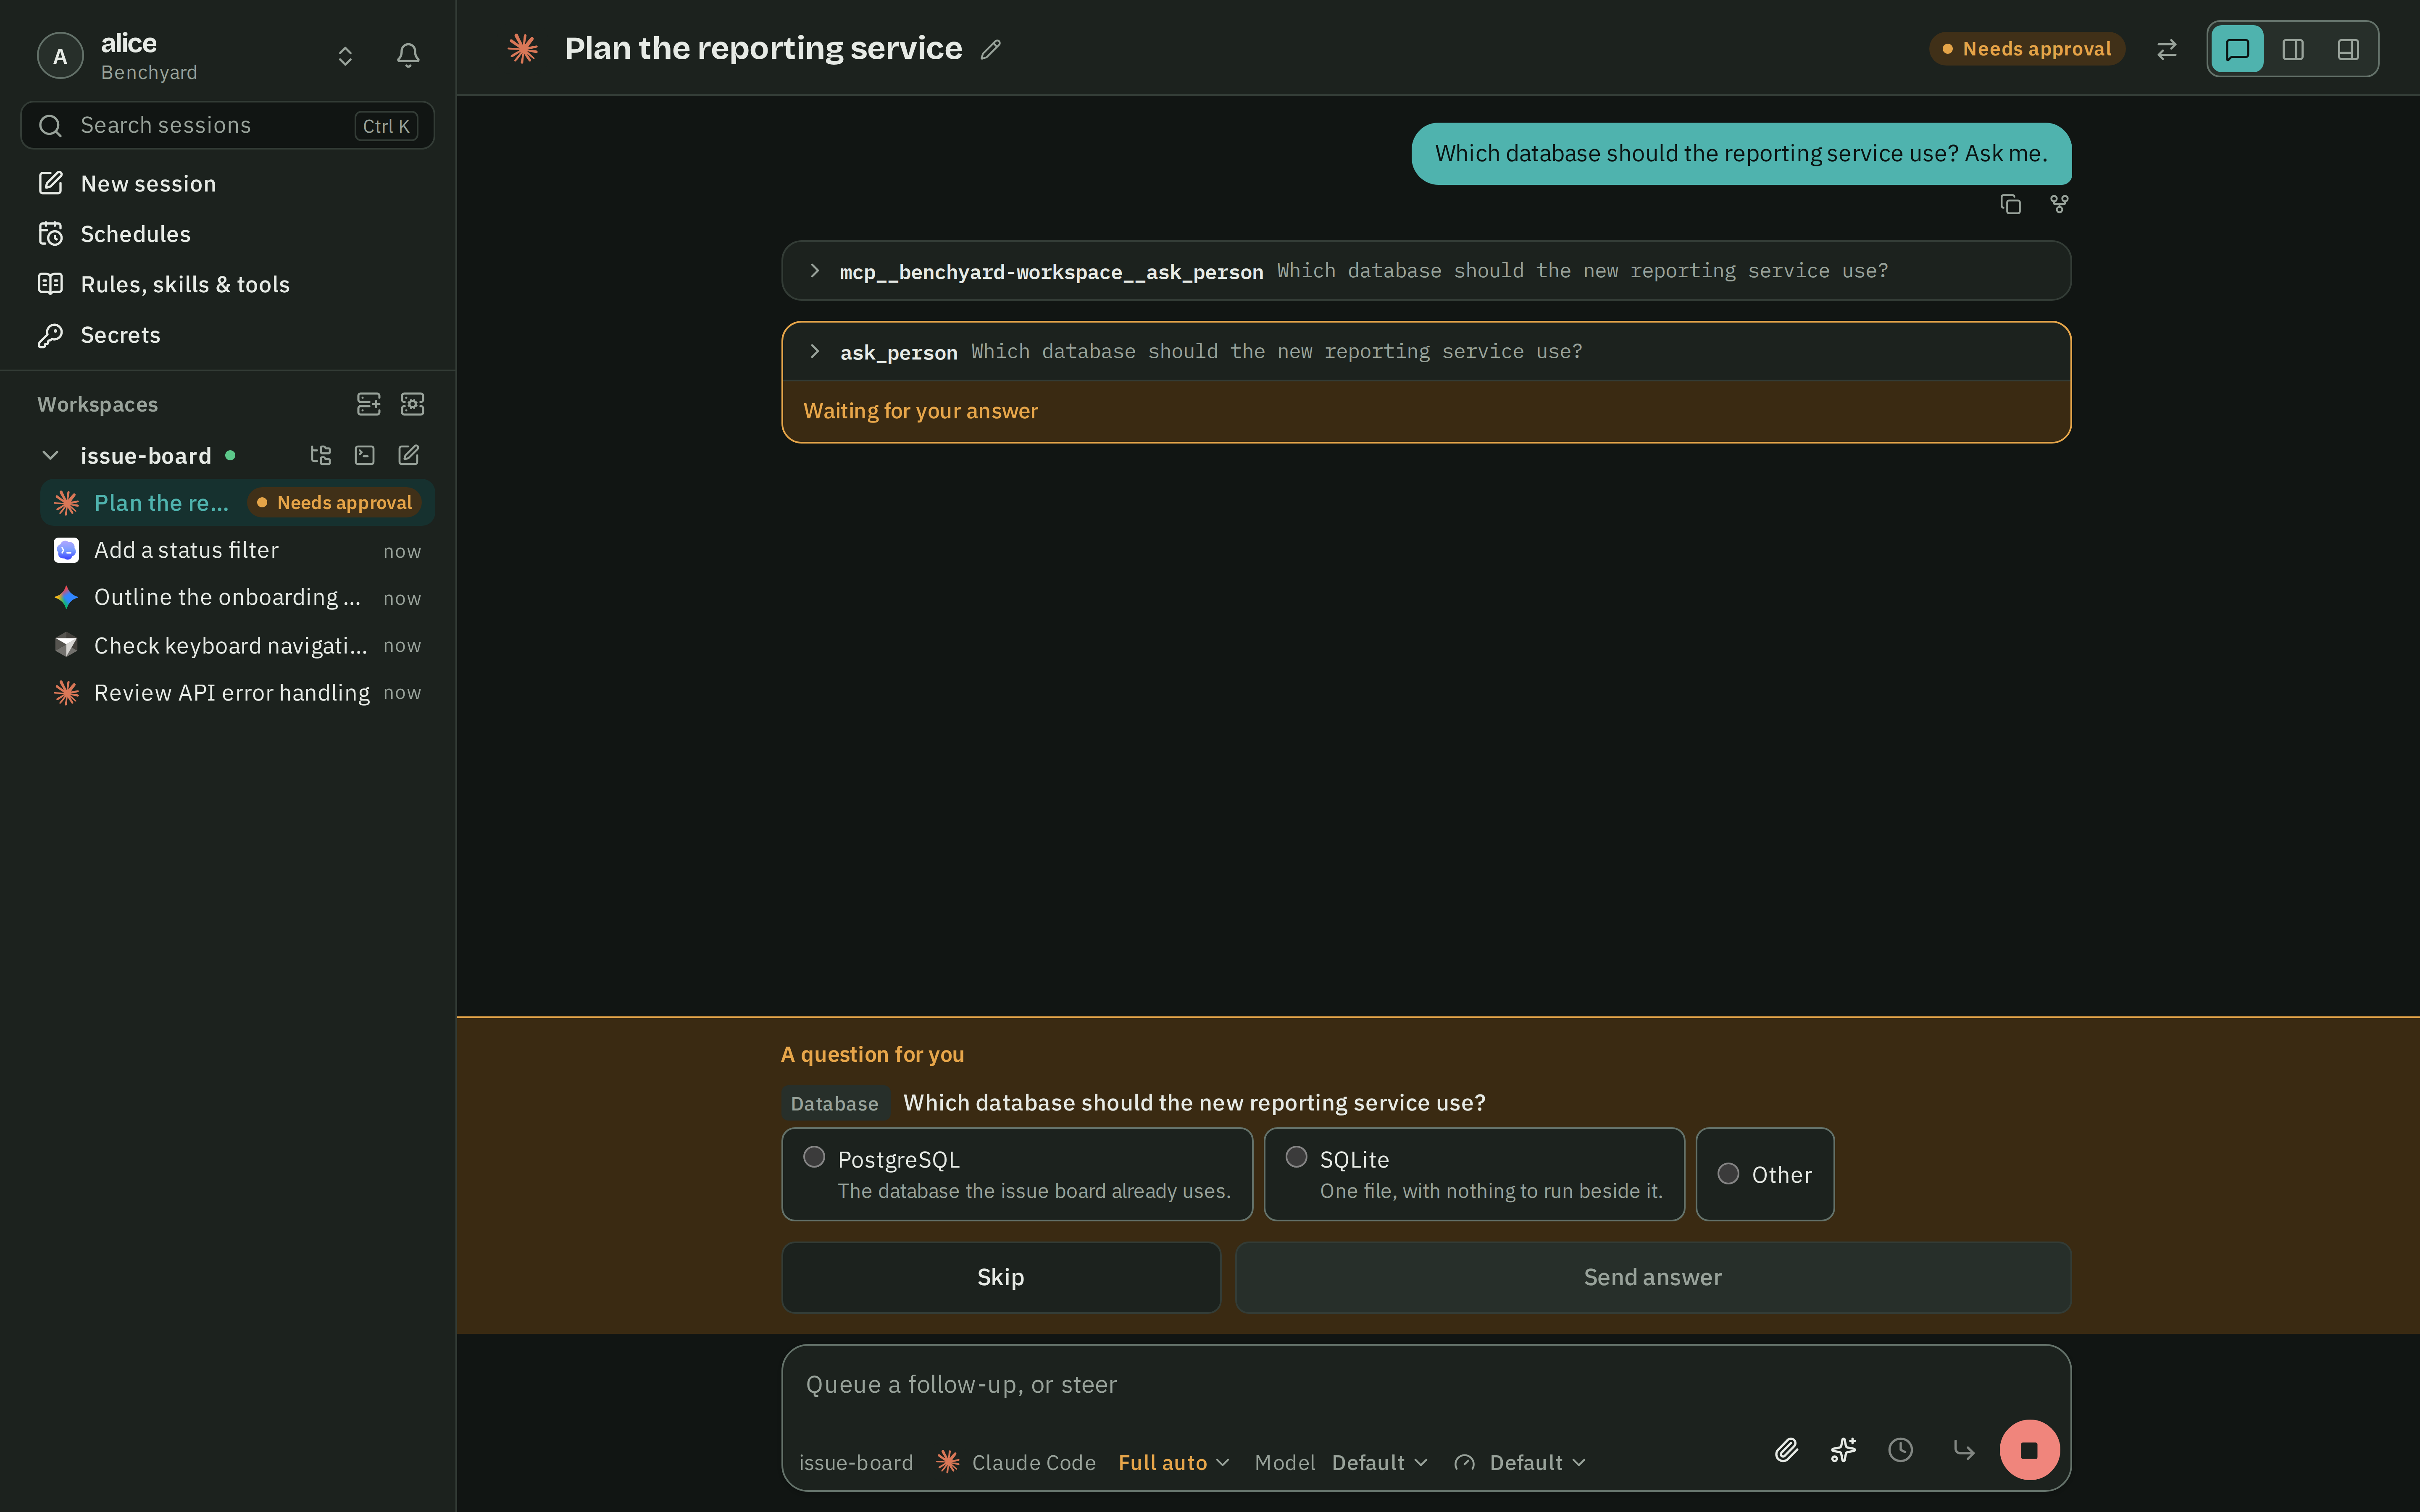 A
alice
Benchyard
Search sessions
Ctrl K
New session
Schedules
Rules, skills & tools
Secrets
Workspaces
issue-board
Plan the re...
Needs approval
Add a status filter
now
Outline the onboarding ...
now
Check keyboard navigati...
now
Review API error handling
now
Plan the reporting service
Needs approval
Which database should the reporting service use? Ask me.
mcp__benchyard-workspace__ask_person Which database should the new reporting service use?
ask_person Which database should the new reporting service use?
Waiting for your answer
A question for you
Database Which database should the new reporting service use?
PostgreSQL
The database the issue board already uses.
SQLite
One file, with nothing to run beside it.
Other
Skip
Send answer
Queue a follow-up, or steer
issue-board Claude Code Full auto Model Default Default